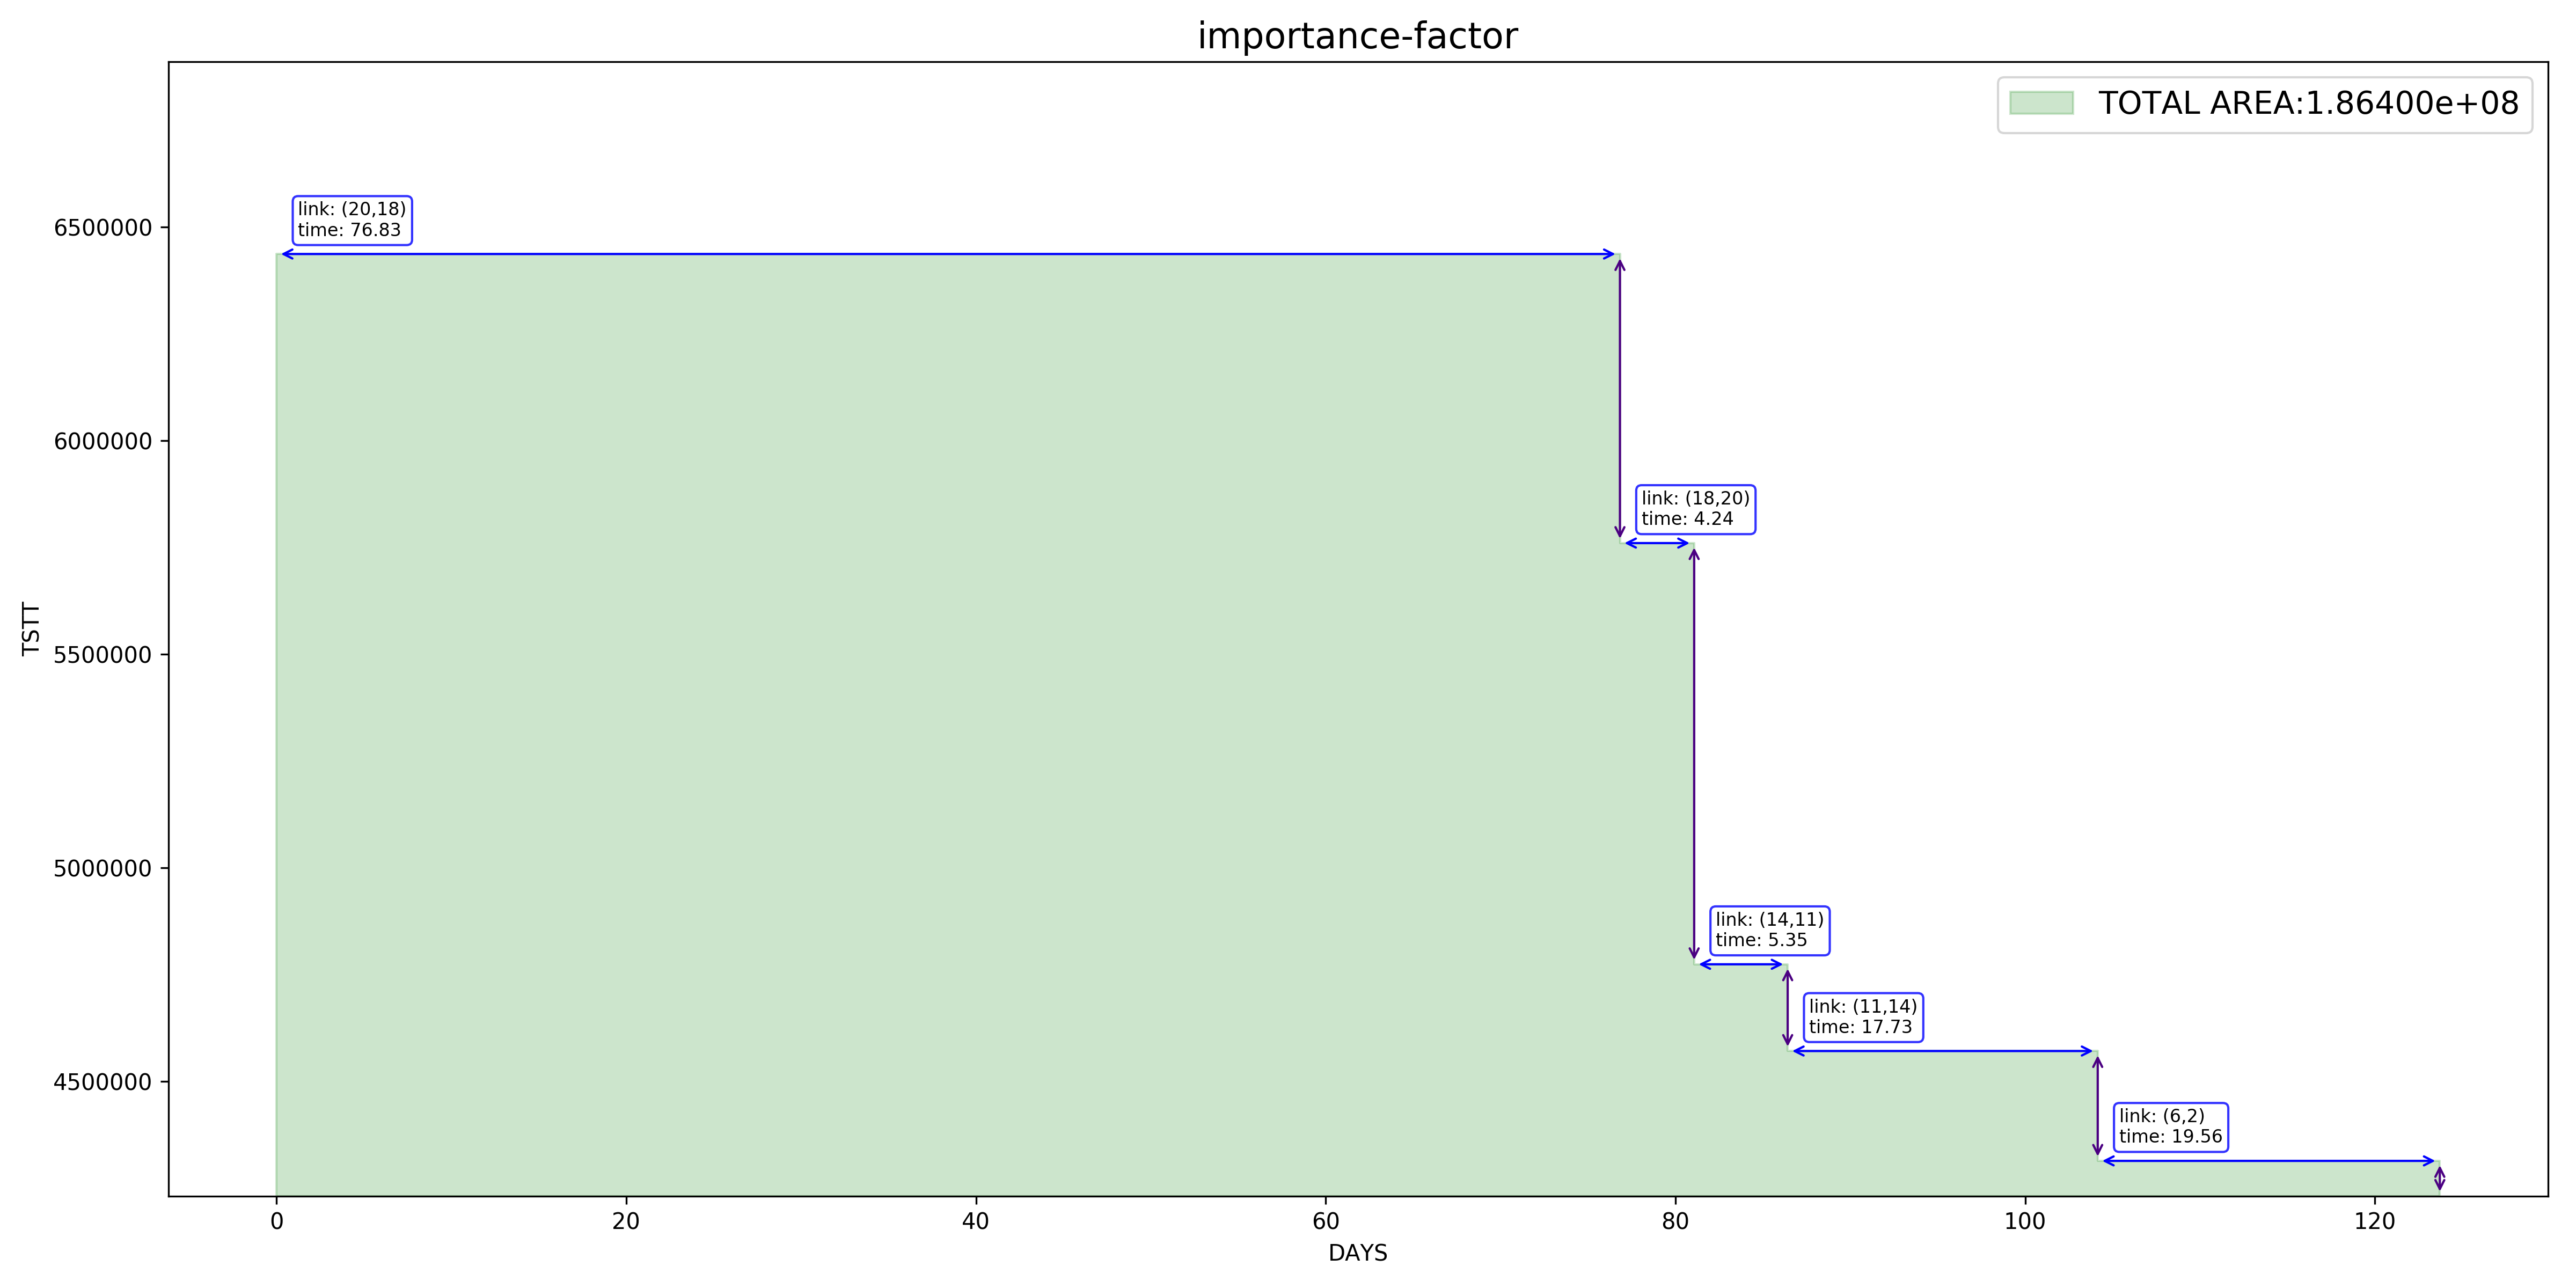 importance-factor
TOTAL AREA:1.86400e+08
link: (20,18)
time: 76.83
link: (18,20)
time: 4.24
link: (14,11)
time: 5.35
link: (11,14)
time: 17.73
link: (6,2)
time: 19.56
TSTT
6500000
6000000
5500000
5000000
4500000
0 20 40 60 80 100 120
DAYS